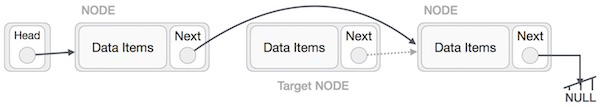 NODE
NODE
Head
Data Items
Next
Data Items
Next
Data Items
Next
Target NODE
NULL